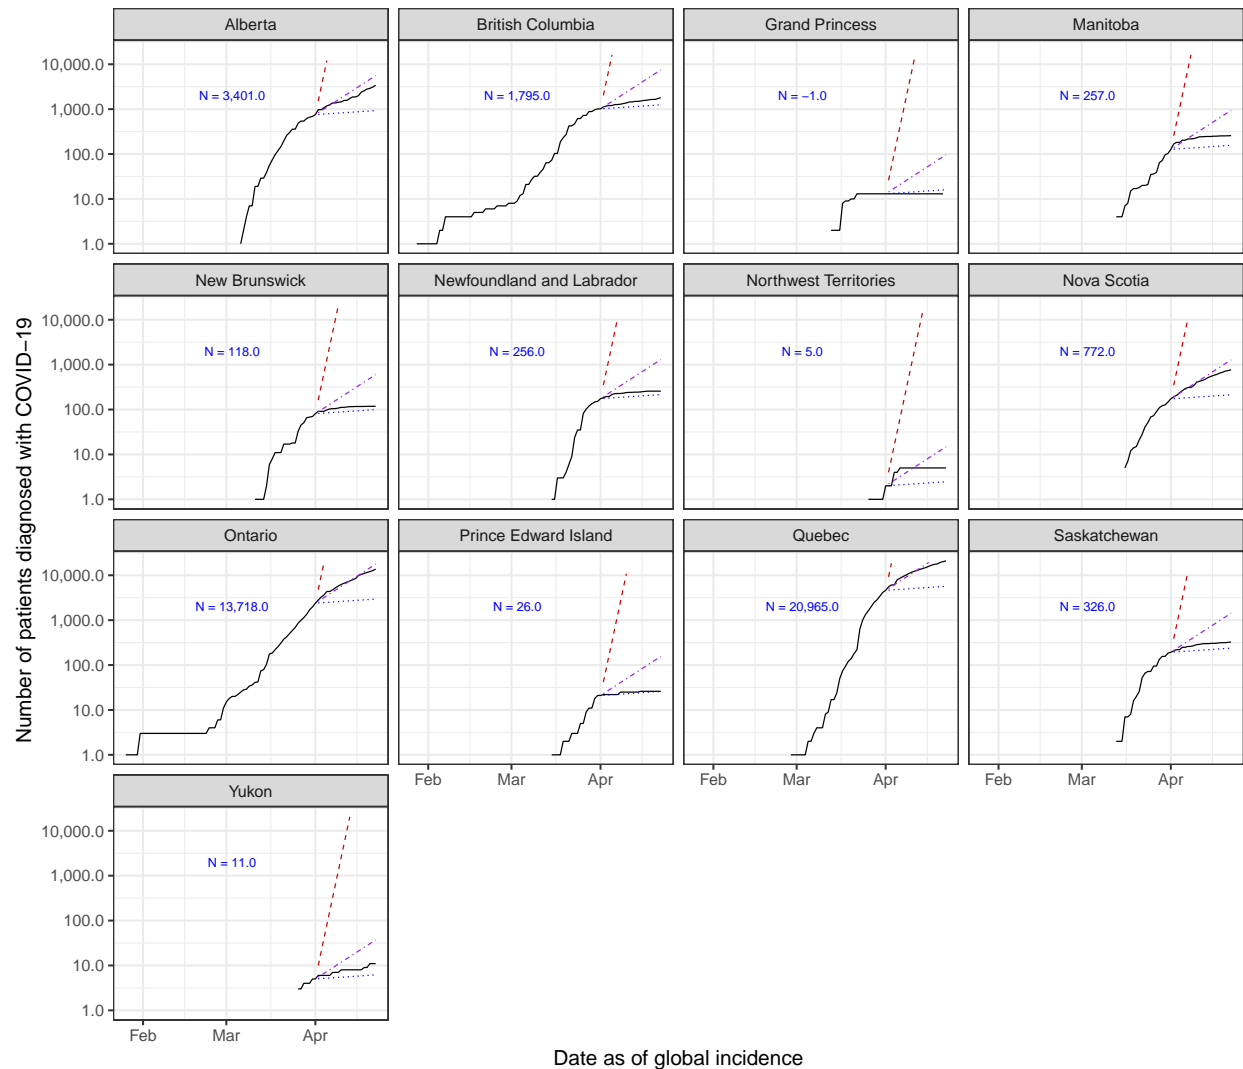 Alberta
British Columbia
Grand Princess
Manitoba
10,000.0
1,000.0
100.0
10.0
1.0
N = 3,401.0
N = 1,795.0
N = −1.0
N = 257.0
New Brunswick
Newfoundland and Labrador
Northwest Territories
Nova Scotia
10,000.0
1,000.0
100.0
10.0
1.0
N = 118.0
N = 256.0
N = 5.0
N = 772.0
Ontario
Prince Edward Island
Quebec
Saskatchewan
10,000.0
1,000.0
100.0
10.0
1.0
N = 13,718.0
N = 26.0
N = 20,965.0
N = 326.0
Feb Mar Apr
Feb Mar Apr
Feb Mar Apr
Yukon
10,000.0
1,000.0
100.0
10.0
1.0
N = 11.0
Feb Mar Apr
Number of patients diagnosed with COVID−19
Date as of global incidence